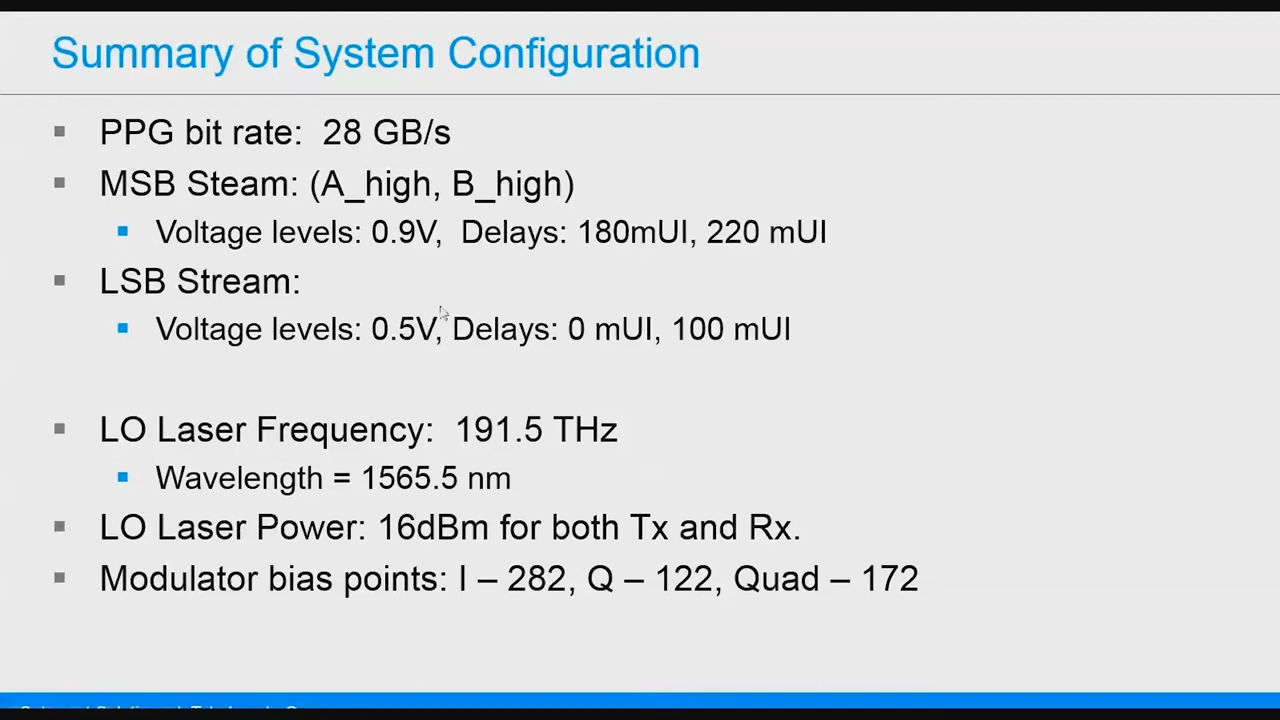 Summary of System Configuration
PPG bit rate: 28 GB/s
MSB Steam: (A_high, B_high)
Voltage levels: 0.9V, Delays: 180mUI, 220 mUI
LSB Stream:
Voltage levels: 0.5V, Delays: 0 mUI, 100 mUI
LO Laser Frequency: 191.5 THz
Wavelength = 1565.5 nm
LO Laser Power: 16dBm for both Tx and Rx.
Modulator bias points: I – 282, Q – 122, Quad – 172